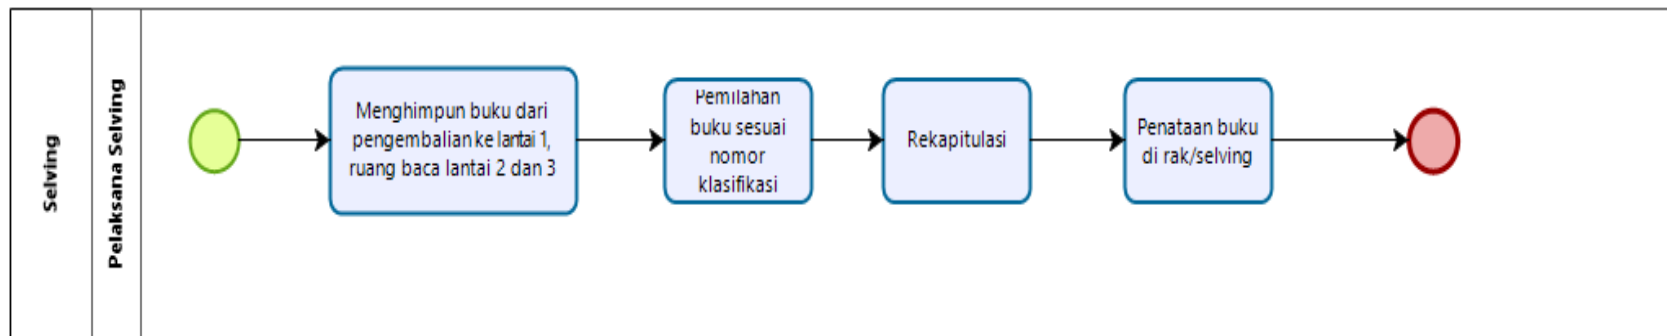 Selving
Pelaksana Selving
Menghimpun buku dari
pengembalian ke lantai 1,
ruang baca lantai 2 dan 3
Pemilahan
buku sesuai
nomor
klasifikasi
Rekapitulasi
Penataan buku
di rak/selving